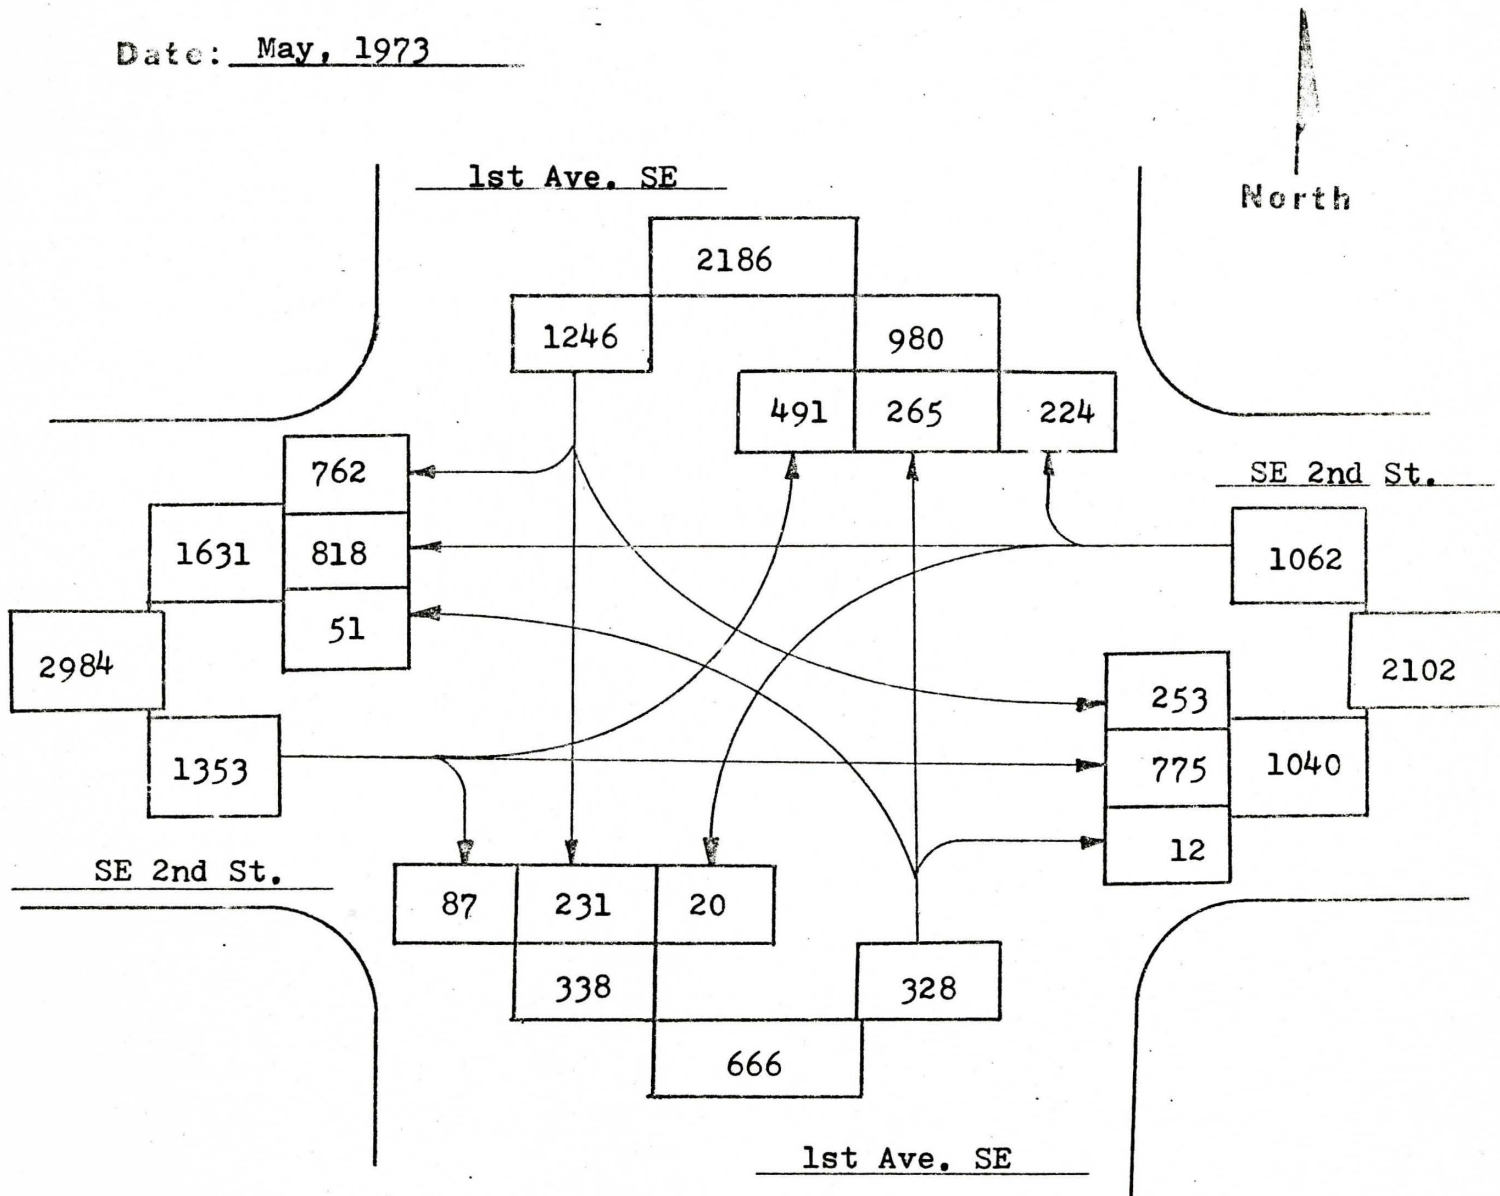 Date: May, 1973
1st Ave. SE
North
2186
1246
980
491 265 224
762
SE 2nd St.
1631 818
1062
51
2984
2102
253
1353
775 1040
12
SE 2nd St.
87 231 20
338
328
666
1st Ave. SE